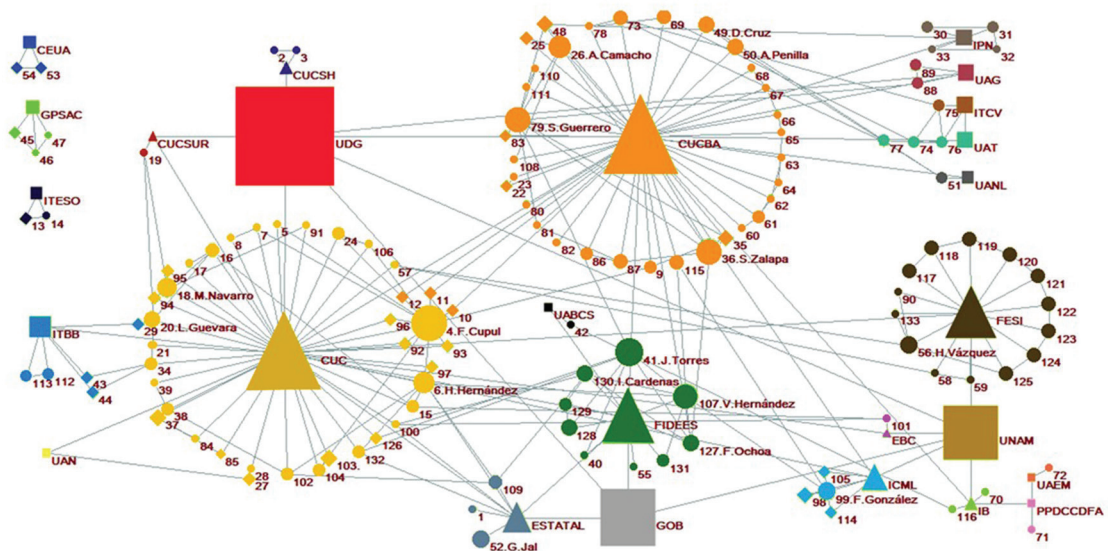 CEUA
54 53
GPSAC
45 47
46
ITESO
13 14
2 3
CUCSH
UDG
CUCSUR
19
48
25
26.A.Camacho
78
73
69
49.D.Cruz
50.A.Penilla
110
111
79.S.Guerrero
83
108
23
22
80
81
82
86
87
9
115
36.S.Zalapa
35
60
61
62
64
63
65
66
67
68
CUCBA
30 31
IPN
33 32
89
UAG
88
ITCV
75
UAT
77 74 76
UANL
51
5
7
8
16
17
95
18.M.Navarro
94
20.L.Guevara
29
21
34
39
38
37
84
85
28
27
102
104
103.
132
126
100
15
6.H.Hernández
97
93
92
4.F.Cupul
96
10
11
12
57
106
24
91
CUC
ITBB
113 112
43
44
UAN
UABCS
42
41.J.Torres
130.I.Cardenas
107.V.Hernández
129
FIDEES
128
127.F.Ochoa
40
55
131
109
1
ESTATAL
52.G.Jal
GOB
119
118
120
117
121
90
122
133
FESI
123
56.H.Vázquez
124
58
59
125
101
EBC
UNAM
105
ICML
98
99.F.González
114
70
IB
116
72
UAEM
PPDCCDFA
71